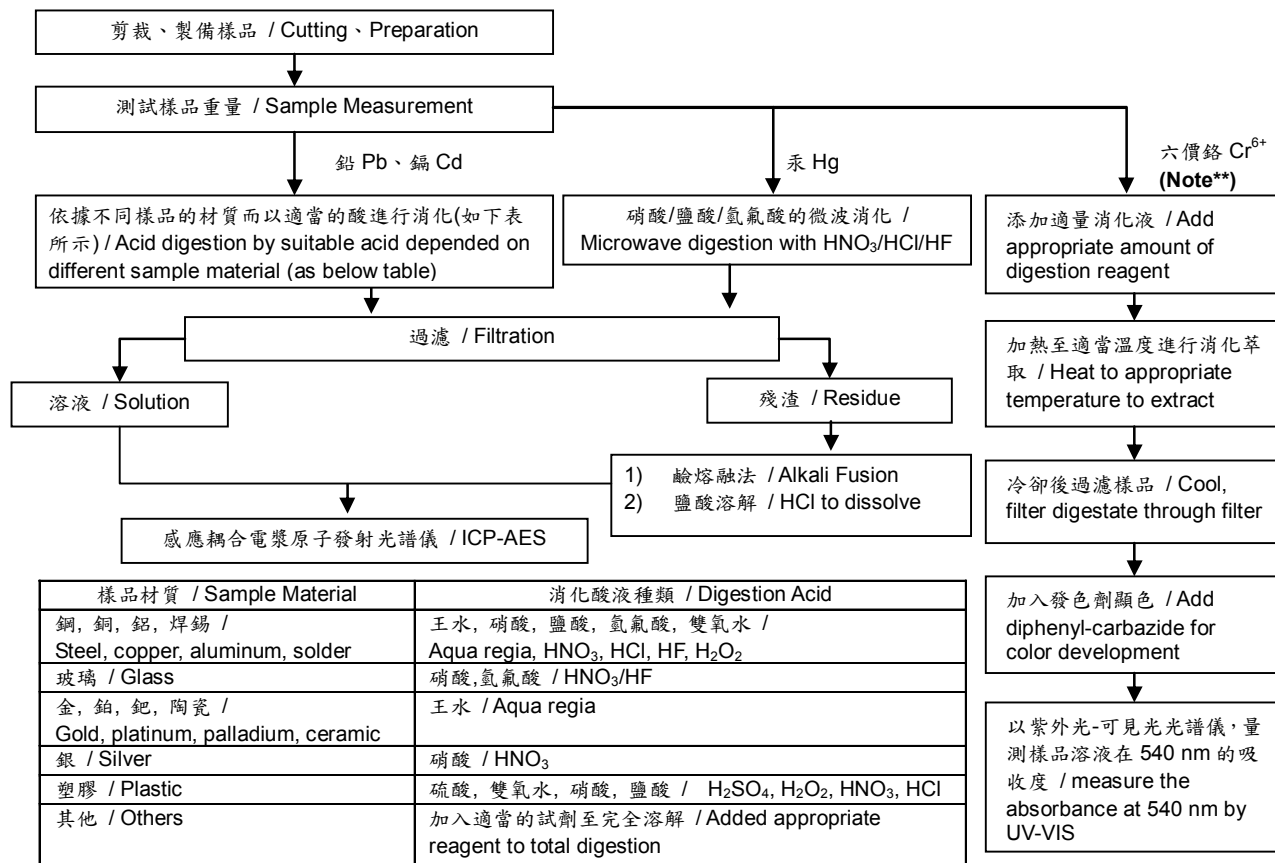 剪裁、製備樣品 / Cutting、Preparation
測試樣品重量 / Sample Measurement
鉛 Pb、鎘 Cd
汞 Hg
六價鉻 Cr⁶⁺
(Note**)
依據不同樣品的材質而以適當的酸進行消化(如下表
所示) / Acid digestion by suitable acid depended on
different sample material (as below table)
硝酸/鹽酸/氫氟酸的微波消化 /
Microwave digestion with HNO₃/HCl/HF
添加適量消化液 / Add
appropriate amount of
digestion reagent
過濾 / Filtration
加熱至適當溫度進行消化萃
取 / Heat to appropriate
temperature to extract
溶液 / Solution
殘渣 / Residue
1) 鹼熔融法 / Alkali Fusion
2) 鹽酸溶解 / HCl to dissolve
冷卻後過濾樣品 / Cool,
filter digestate through filter
感應耦合電漿原子發射光譜儀 / ICP-AES
加入發色劑顯色 / Add
diphenyl-carbazide for
color development
以紫外光-可見光光譜儀，量
測樣品溶液在 540 nm 的吸
收度 / measure the
absorbance at 540 nm by
UV-VIS
樣品材質 / Sample Material 消化酸液種類 / Digestion Acid
鋼, 銅, 鋁, 焊錫 / 王水, 硝酸, 鹽酸, 氫氟酸, 雙氧水 /
Steel, copper, aluminum, solder Aqua regia, HNO₃, HCl, HF, H₂O₂
玻璃 / Glass 硝酸,氫氟酸 / HNO₃/HF
金, 鉑, 鈀, 陶瓷 / 王水 / Aqua regia
Gold, platinum, palladium, ceramic
銀 / Silver 硝酸 / HNO₃
塑膠 / Plastic 硫酸, 雙氧水, 硝酸, 鹽酸 / H₂SO₄, H₂O₂, HNO₃, HCl
其他 / Others 加入適當的試劑至完全溶解 / Added appropriate
reagent to total digestion